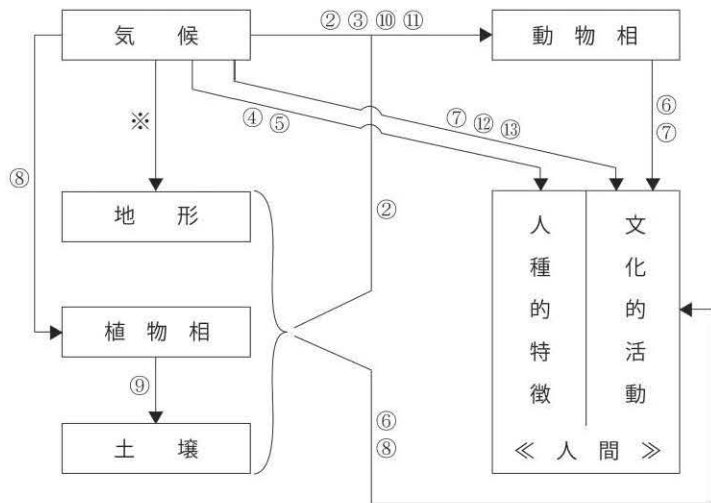 ② ③ ⑩ ⑪
気候
動物相
⑥
⑦
※
④ ⑤
⑦ ⑫ ⑬
⑧
地形
②
人種的特徴
文化的活動
植物相
⑨
⑥
⑧
土壌
≪人間≫